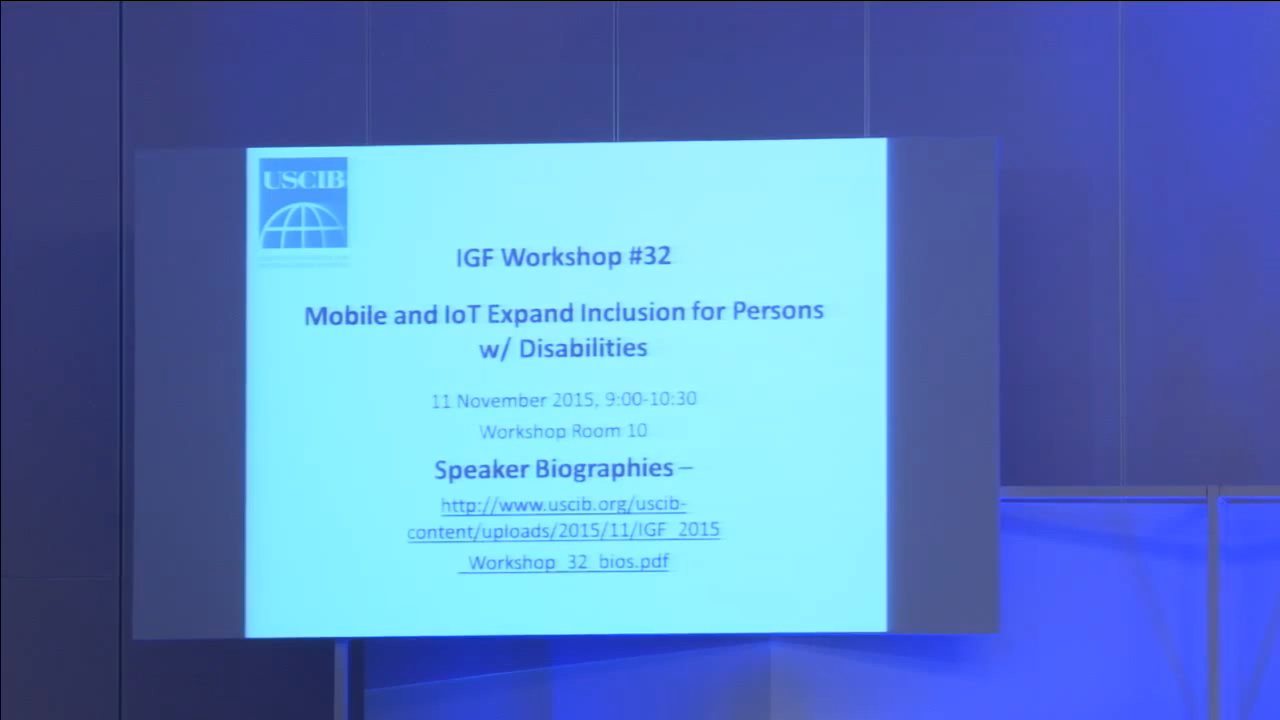 USCIB
IGF Workshop #32
Mobile and IoT Expand Inclusion for Persons
w/ Disabilities
11 November 2015, 9:00-10:30
Workshop Room 10
Speaker Biographies –
http://www.uscib.org/uscib-
content/uploads/2015/11/IGF_2015
_Workshop_32_bios.pdf